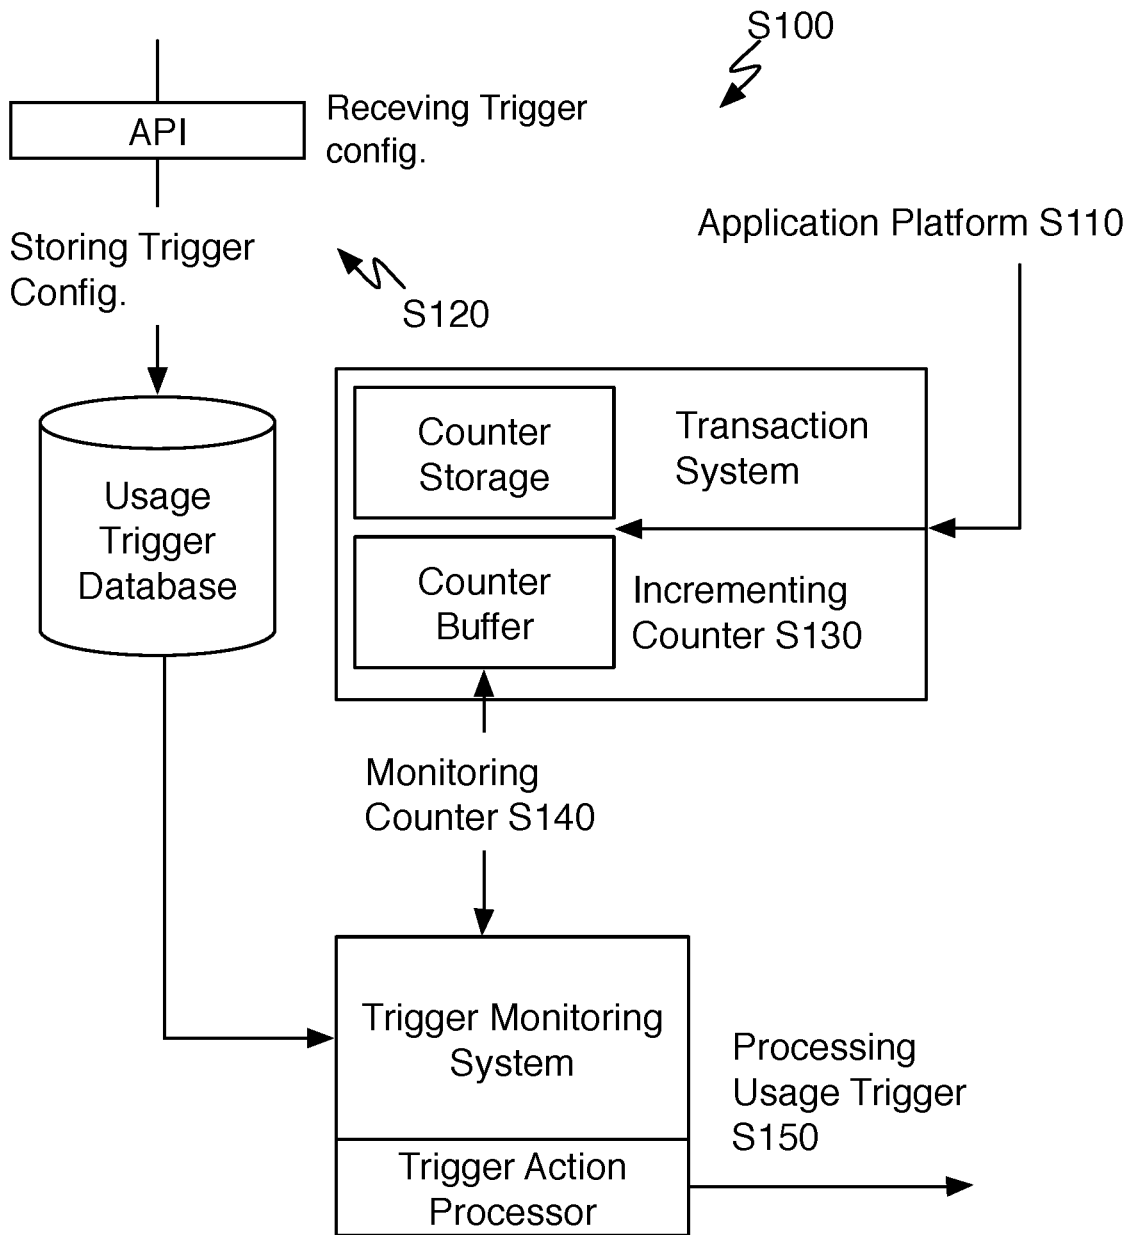 S100
API
Receving Trigger
config.
Application Platform S110
Storing Trigger
Config.
S120
Counter
Storage
Transaction
System
Usage
Trigger
Database
Counter
Buffer
Incrementing
Counter S130
Monitoring
Counter S140
Trigger Monitoring
System
Processing
Usage Trigger
S150
Trigger Action
Processor